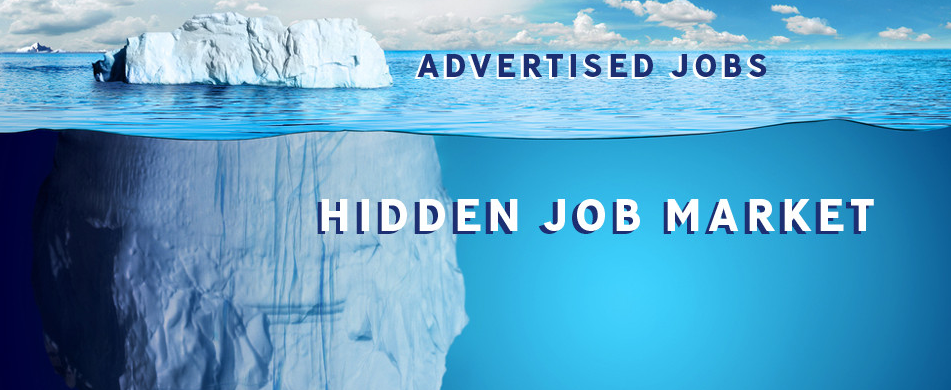 ADVERTISED JOBS
HIDDEN JOB MARKET